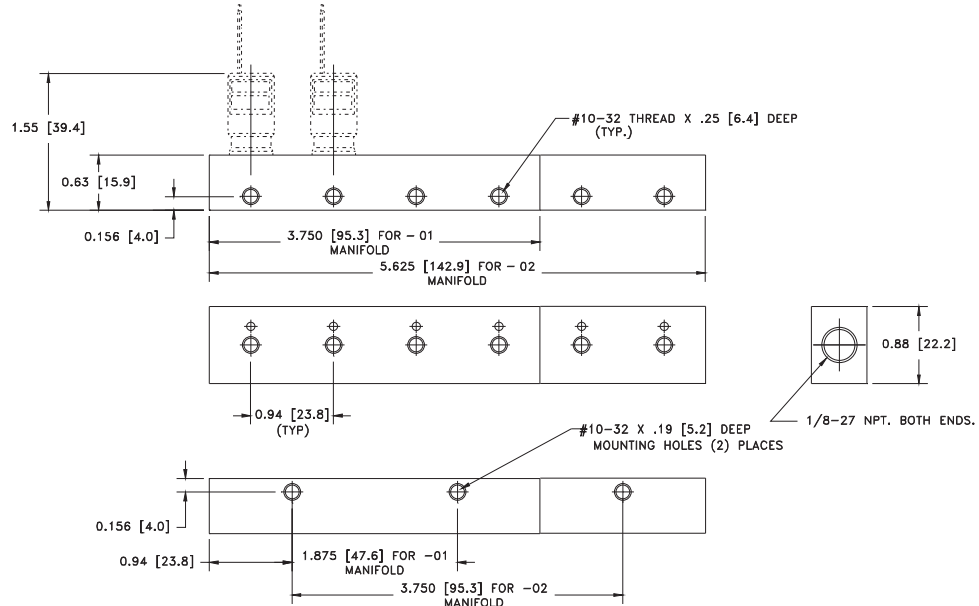 1.55 [39.4]
#10-32 THREAD X .25 [6.4] DEEP
(TYP.)
0.63 [15.9]
0.156 [4.0]
3.750 [95.3] FOR - 01
MANIFOLD
5.625 [142.9] FOR - 02
MANIFOLD
0.88 [22.2]
0.94 [23.8]
(TYP)
1/8-27 NPT. BOTH ENDS.
#10-32 X .19 [5.2] DEEP
MOUNTING HOLES (2) PLACES
0.156 [4.0]
0.94 [23.8]
1.875 [47.6] FOR -01
MANIFOLD
3.750 [95.3] FOR -02
MANIFOLD